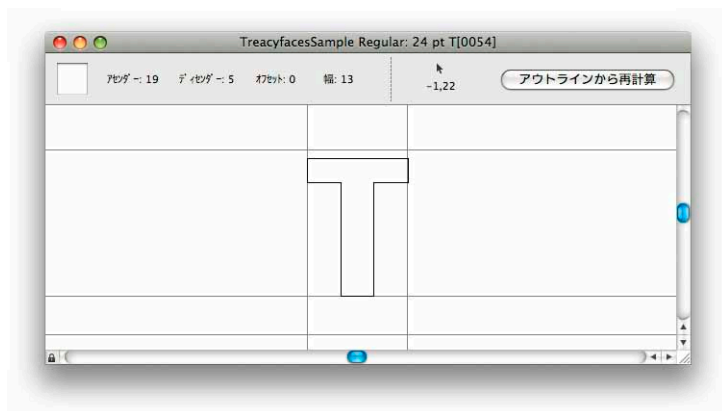 TreacyfacesSample Regular: 24 pt T[0054]
ｱｾﾝﾀﾞｰ: 19 ﾃﾞｨｾﾝﾀﾞｰ: 5 ｵﾌｾｯﾄ: 0 幅: 13 -1,22 アウトラインから再計算
T